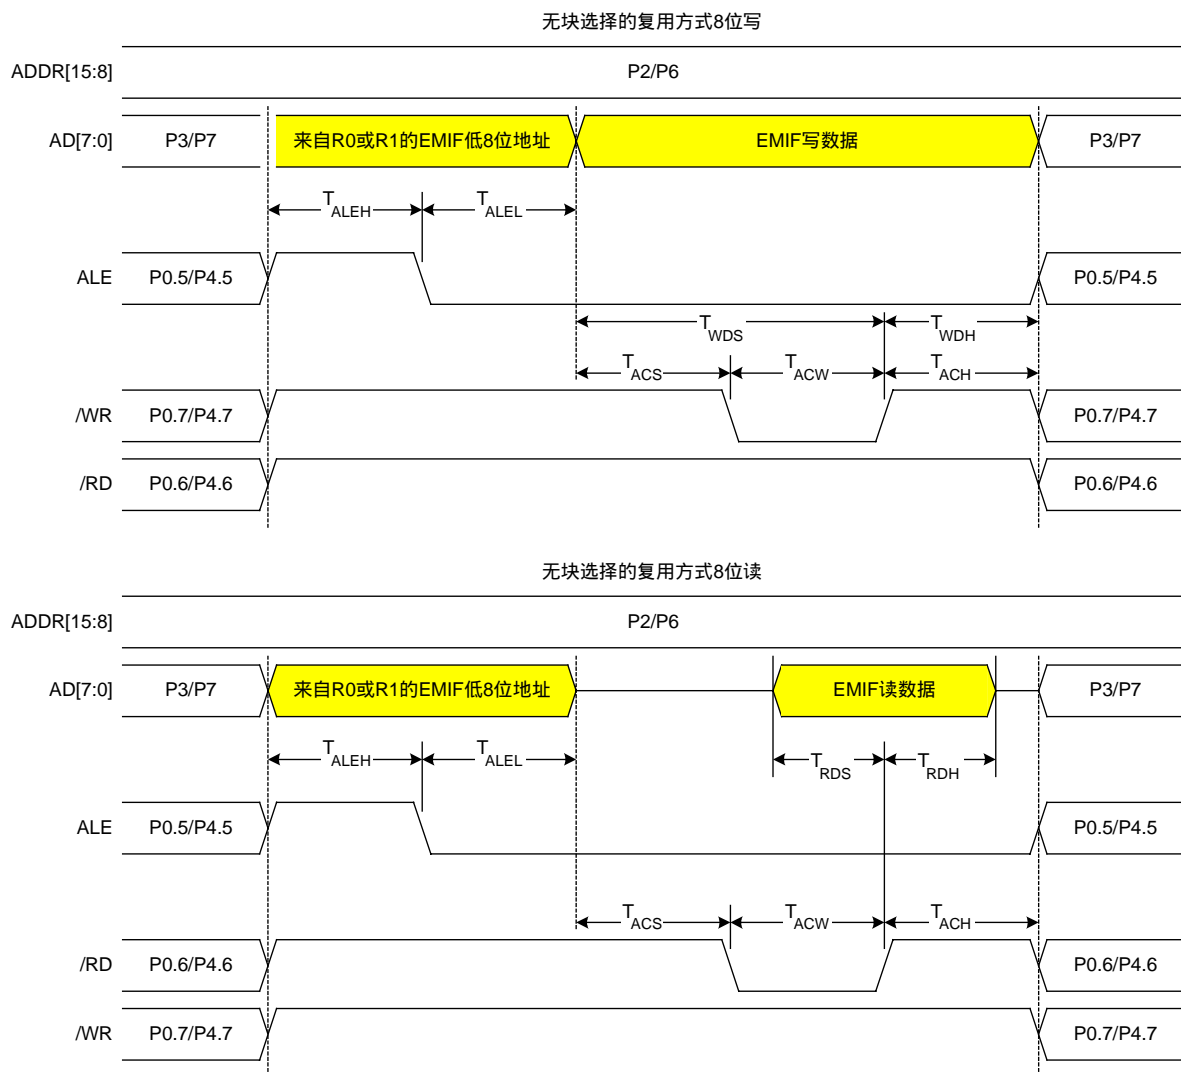 无块选择的复用方式8位写
ADDR[15:8] P2/P6
AD[7:0] P3/P7 来自R0或R1的EMIF低8位地址 EMIF写数据 P3/P7
TALEH TALEL
ALE P0.5/P4.5 P0.5/P4.5
TWDS TWDH
TACS TACW TACH
/WR P0.7/P4.7 P0.7/P4.7
/RD P0.6/P4.6 P0.6/P4.6
无块选择的复用方式8位读
ADDR[15:8] P2/P6
AD[7:0] P3/P7 来自R0或R1的EMIF低8位地址 EMIF读数据 P3/P7
TALEH TALEL TRDS TRDH
ALE P0.5/P4.5 P0.5/P4.5
TACS TACW TACH
/RD P0.6/P4.6 P0.6/P4.6
/WR P0.7/P4.7 P0.7/P4.7